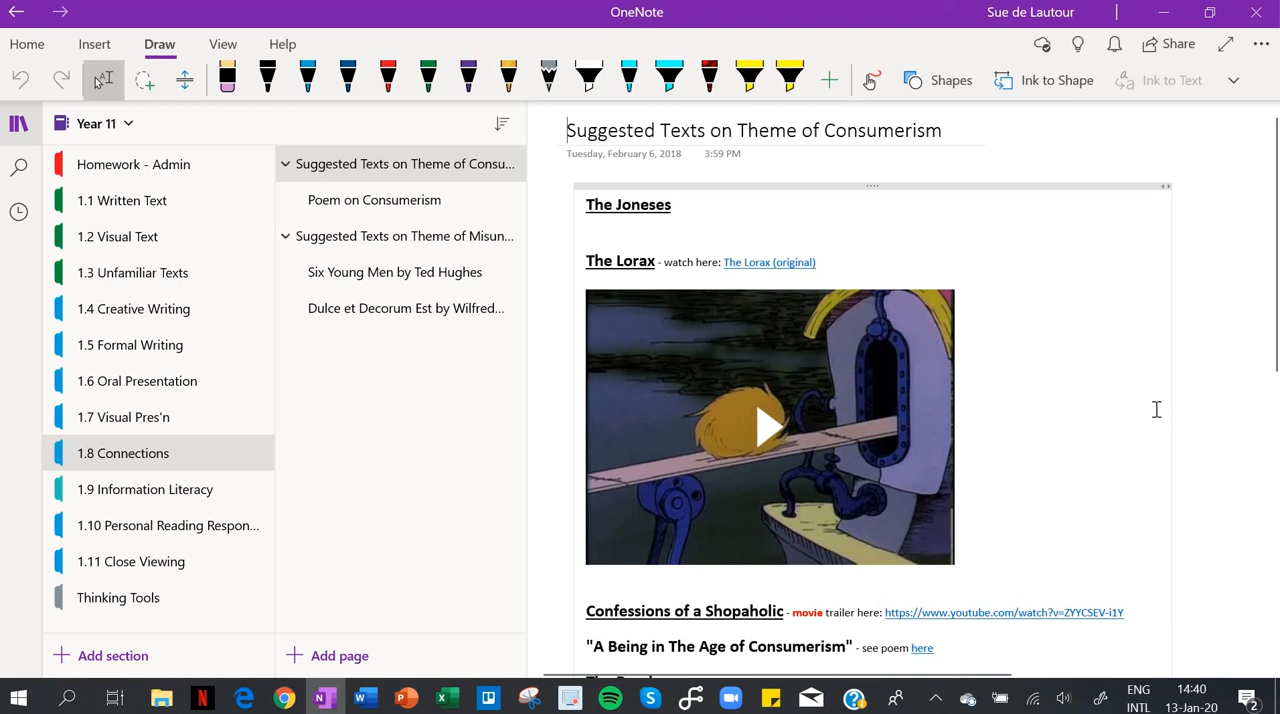 OneNote
Sue de Lautour
Home
Insert
Draw
View
Help
Share
Shapes
Ink to Shape
Ink to Text
Year 11
Homework - Admin
1.1 Written Text
1.2 Visual Text
1.3 Unfamiliar Texts
1.4 Creative Writing
1.5 Formal Writing
1.6 Oral Presentation
1.7 Visual Pres'n
1.8 Connections
1.9 Information Literacy
1.10 Personal Reading Respon...
1.11 Close Viewing
Thinking Tools
Add section
Suggested Texts on Theme of Consu...
Poem on Consumerism
Suggested Texts on Theme of Misun...
Six Young Men by Ted Hughes
Dulce et Decorum Est by Wilfred...
Add page
Suggested Texts on Theme of Consumerism
Tuesday, February 6, 2018 3:59 PM
The Joneses
The Lorax - watch here: The Lorax (original)
Confessions of a Shopaholic - movie trailer here: https://www.youtube.com/watch?v=ZYYCSEV-i1Y
"A Being in The Age of Consumerism" - see poem here
ENG
INTL
14:40
13-Jan-20
2